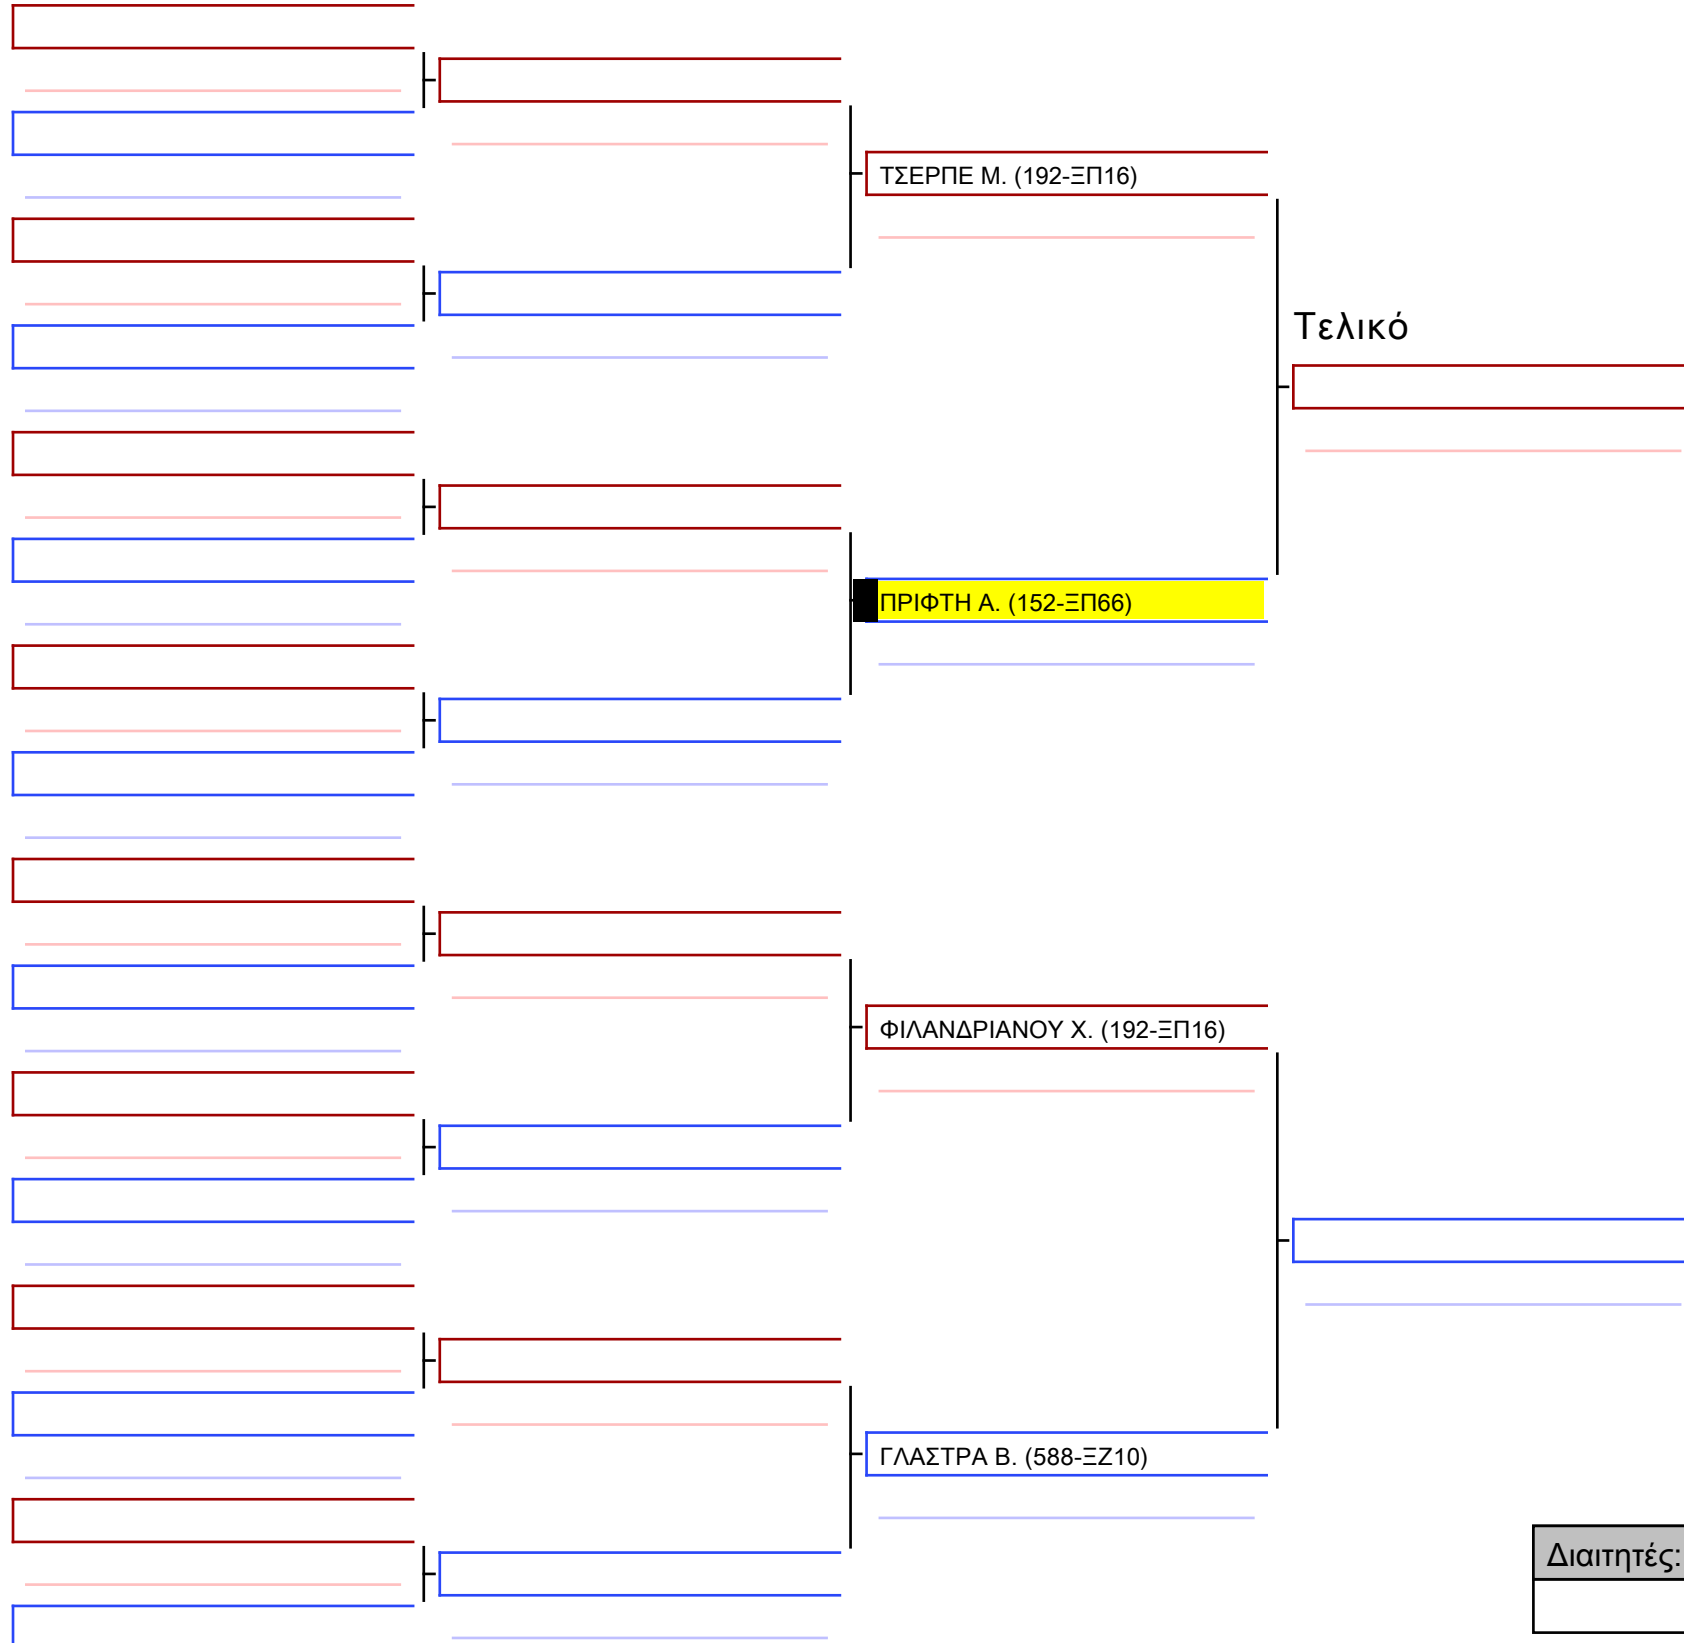 ΤΣΕΡΠΕ Μ. (192-ΞΠ16)
Τελικό
ΠΡΙΦΤΗ Α. (152-ΞΠ66)
ΦΙΛΑΝΔΡΙΑΝΟΥ Χ. (192-ΞΠ16)
ΓΛΑΣΤΡΑ Β. (588-ΞΖ10)
Διαιτητές: